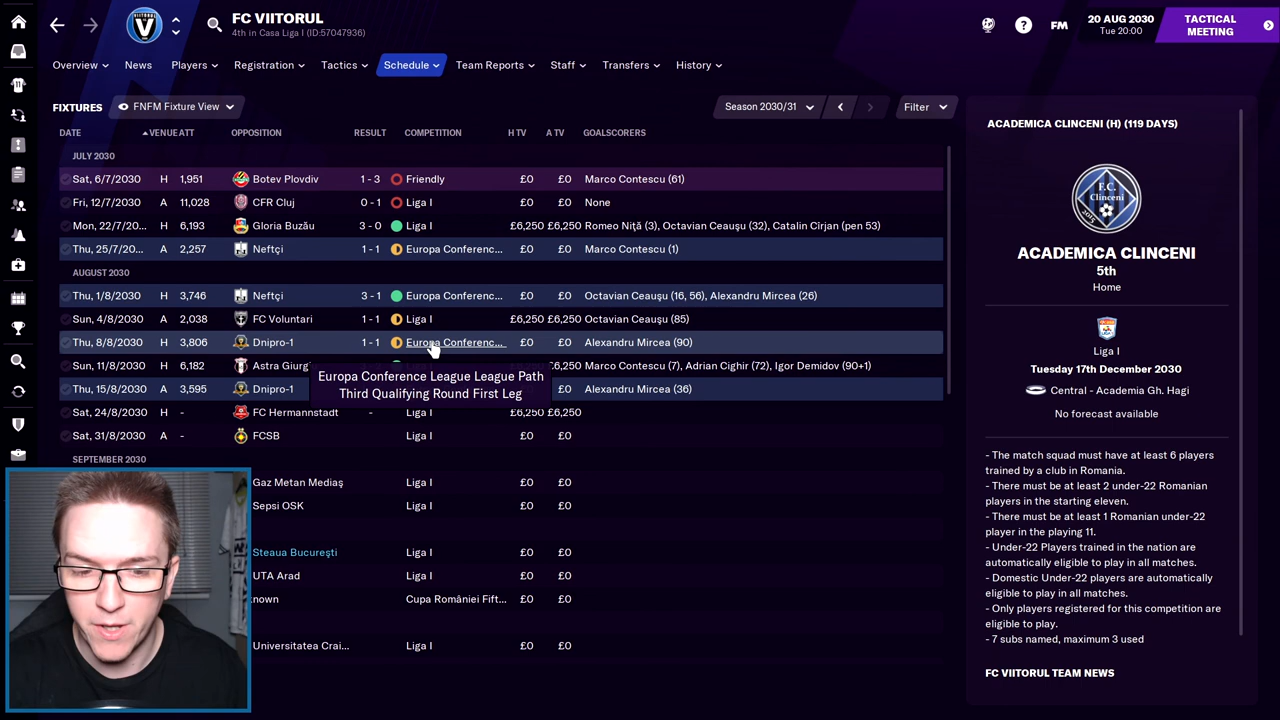 FC VIITORUL
4th in Casa Liga I (ID:57047936)
FM
20 AUG 2030
Tue 20:00
TACTICAL MEETING
Overview
News
Players
Registration
Tactics
Schedule
Team Reports
Staff
Transfers
History
FIXTURES
FNFM Fixture View
Season 2030/31
Filter
DATE VENUE ATT OPPOSITION RESULT COMPETITION H TV A TV GOALSCORERS
JULY 2030
Sat, 6/7/2030 H 1,951 Botev Plovdiv 1 - 3 Friendly £0 £0 Marco Contescu (61)
Fri, 12/7/2030 A 11,028 CFR Cluj 0 - 1 Liga I £0 £0 None
Mon, 22/7/20... H 6,193 Gloria Buzău 3 - 0 Liga I £6,250 £6,250 Romeo Niţă (3), Octavian Ceauşu (32), Catalin Cirjan (pen 53)
Thu, 25/7/20... A 2,257 Neftçi 1 - 1 Europa Conferenc... £0 £0 Marco Contescu (1)
AUGUST 2030
Thu, 1/8/2030 H 3,746 Neftçi 3 - 1 Europa Conferenc... £0 £0 Octavian Ceauşu (16, 56), Alexandru Mircea (26)
Sun, 4/8/2030 A 2,038 FC Voluntari 1 - 1 Liga I £6,250 £6,250 Octavian Ceauşu (85)
Thu, 8/8/2030 H 3,806 Dnipro-1 1 - 1 Europa Conferenc... £0 £0 Alexandru Mircea (90)
Sun, 11/8/2030 H 6,182 Astra Giurgi £6,250 £6,250 Marco Contescu (7), Adrian Cighir (72), Igor Demidov (90+1)
Europa Conference League League Path
Third Qualifying Round First Leg
Thu, 15/8/2030 A 3,595 Dnipro-1 £0 Alexandru Mircea (36)
Sat, 24/8/2030 H - FC Hermannstadt - Liga I £6,250 £6,250
Sat, 31/8/2030 A - FCSB Liga I £0 £0
SEPTEMBER 2030
Gaz Metan Mediaş Liga I £0 £0
Sepsi OSK Liga I £0 £0
Steaua Bucureşti Liga I £0 £0
UTA Arad Liga I £0 £0
nown Cupa României Fift... £0 £0
Universitatea Crai... Liga I £0 £0
ACADEMICA CLINCENI (H) (119 DAYS)
F.C.
Clinceni
2015
ACADEMICA CLINCENI
5th
Home
Liga I
Tuesday 17th December 2030
Central - Academia Gh. Hagi
No forecast available
- The match squad must have at least 6 players
trained by a club in Romania.
- There must be at least 2 under-22 Romanian
players in the starting eleven.
- There must be at least 1 Romanian under-22
player in the playing 11.
- Under-22 Players trained in the nation are
automatically eligible to play in all matches.
- Domestic Under-22 players are automatically
eligible to play in all matches.
- Only players registered for this competition are
eligible to play.
- 7 subs named, maximum 3 used
FC VIITORUL TEAM NEWS